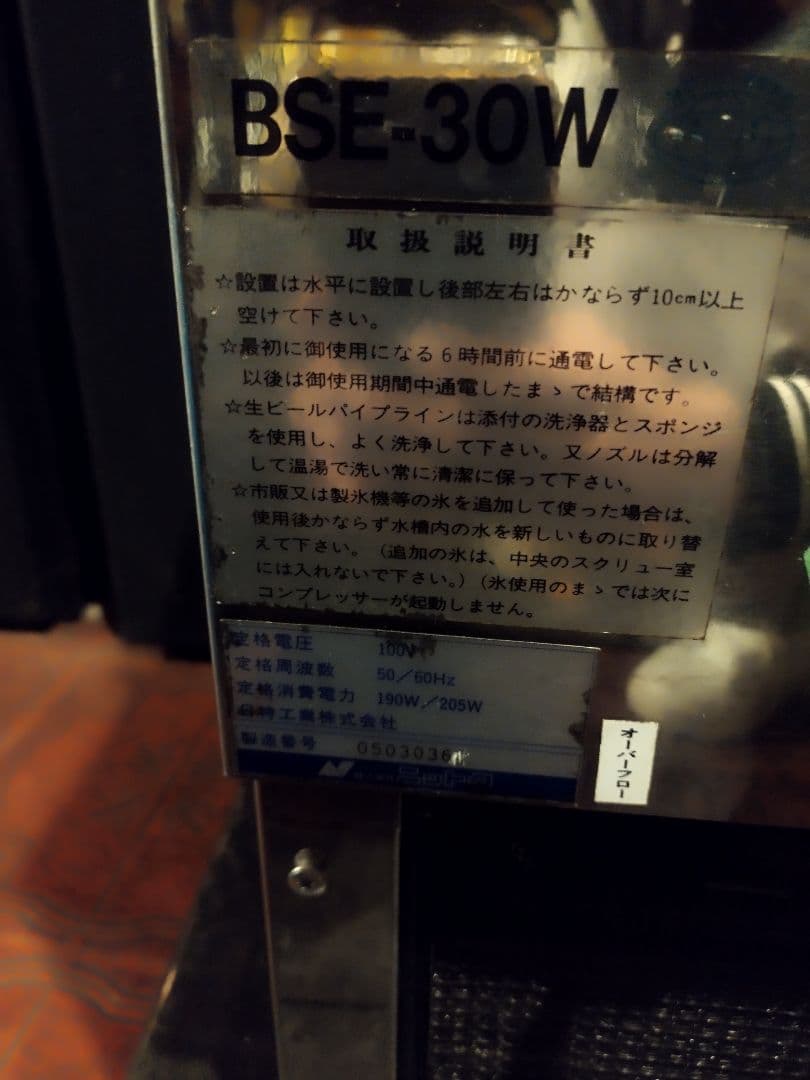 BSE-30W
取扱説明書
☆設置は水平に設置し後部左右はかならず10cm以上
空けて下さい。
☆最初に御使用になる6時間前に通電して下さい。
以後は御使用期間中通電したまゝで結構です。
☆生ビールパイプラインは添付の洗浄器とスポンジ
を使用し、よく洗浄して下さい。又ノズルは分解
して温湯で洗い常に清潔に保って下さい。
☆市販又は製氷機等の氷を追加して使った場合は、
使用後かならず水槽内の水を新しいものに取り替
えて下さい。(追加の氷は、中央のスクリュー室
には入れないで下さい。)(氷使用のまゝでは次に
コンプレッサーが起動しません。
定格電圧 100V
定格周波数 50/60Hz
定格消費電力 190W/205W
日特工業株式会社
製造番号 0503036
オーバーフロー